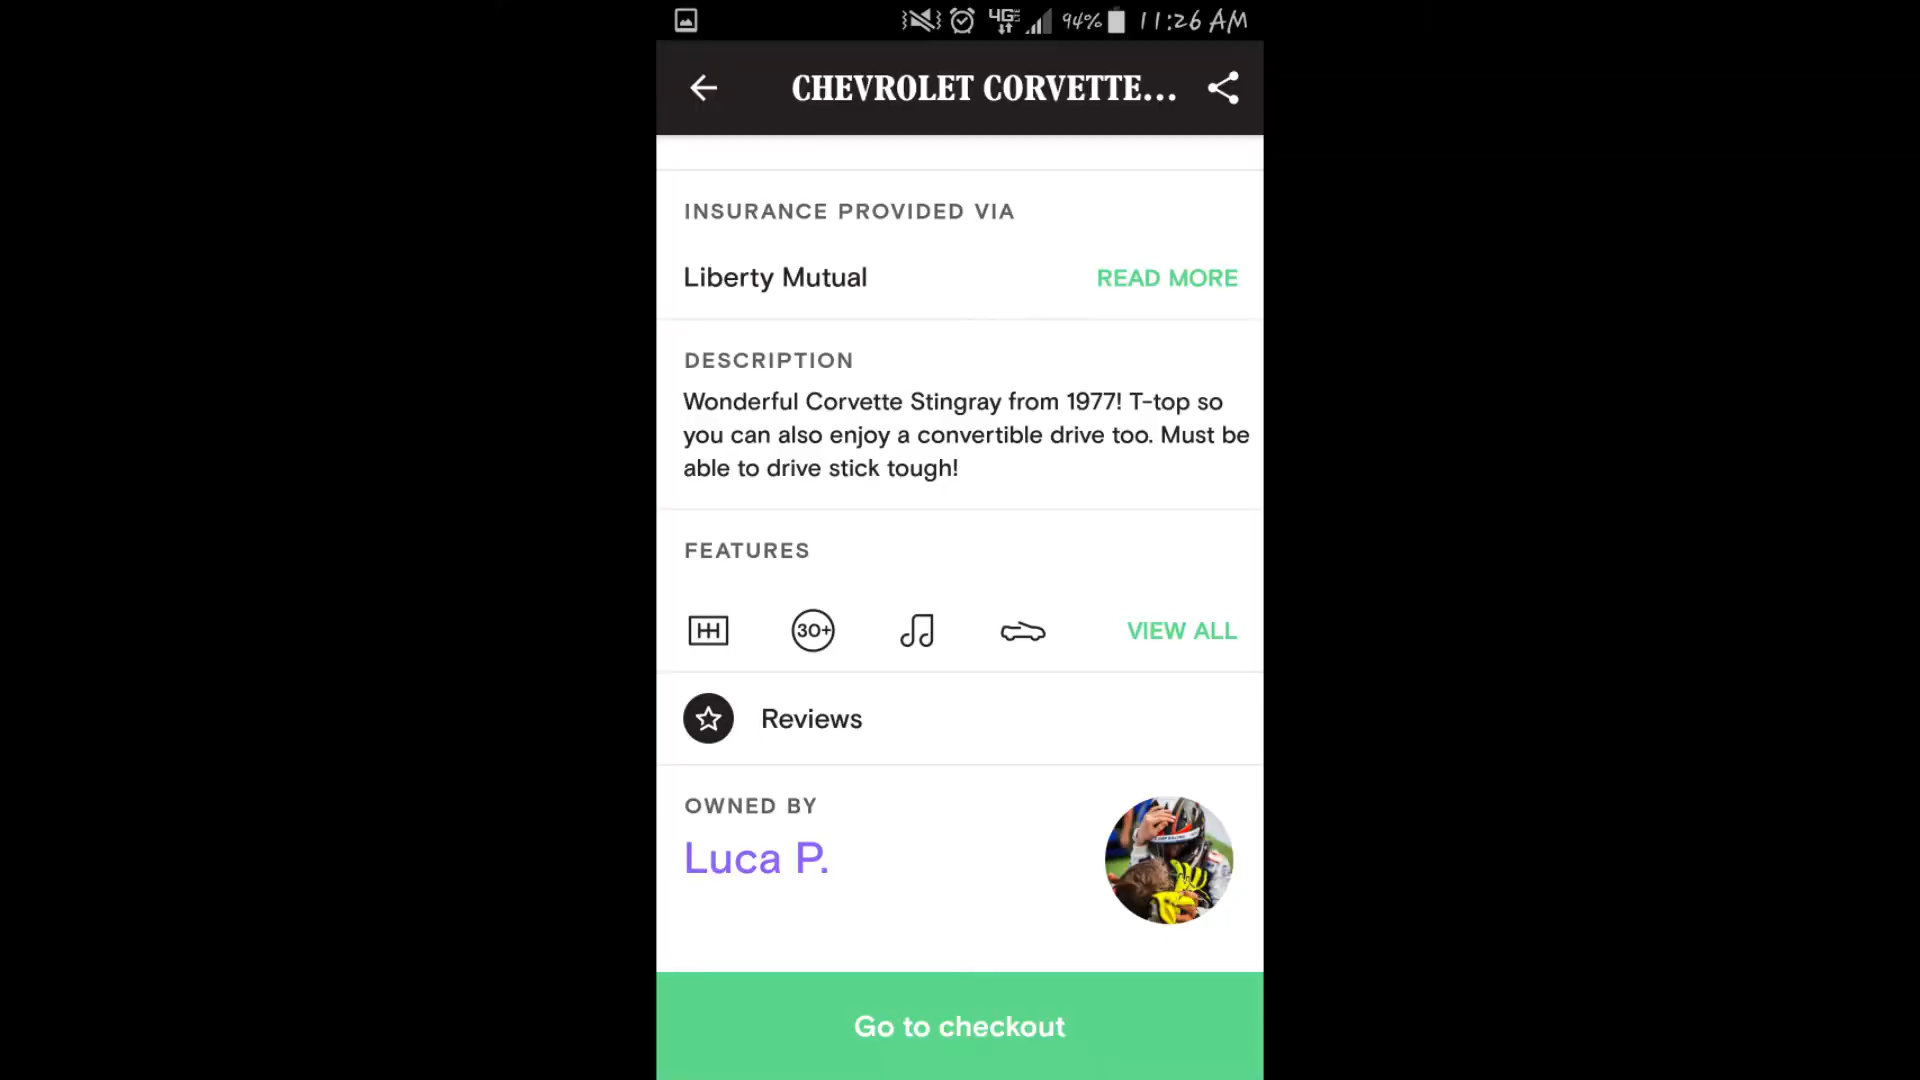 4G LTE 94% 11:26 AM
CHEVROLET CORVETTE...
INSURANCE PROVIDED VIA
Liberty Mutual READ MORE
DESCRIPTION
Wonderful Corvette Stingray from 1977! T-top so
you can also enjoy a convertible drive too. Must be
able to drive stick tough!
FEATURES
30+ VIEW ALL
Reviews
OWNED BY
Luca P.
Go to checkout